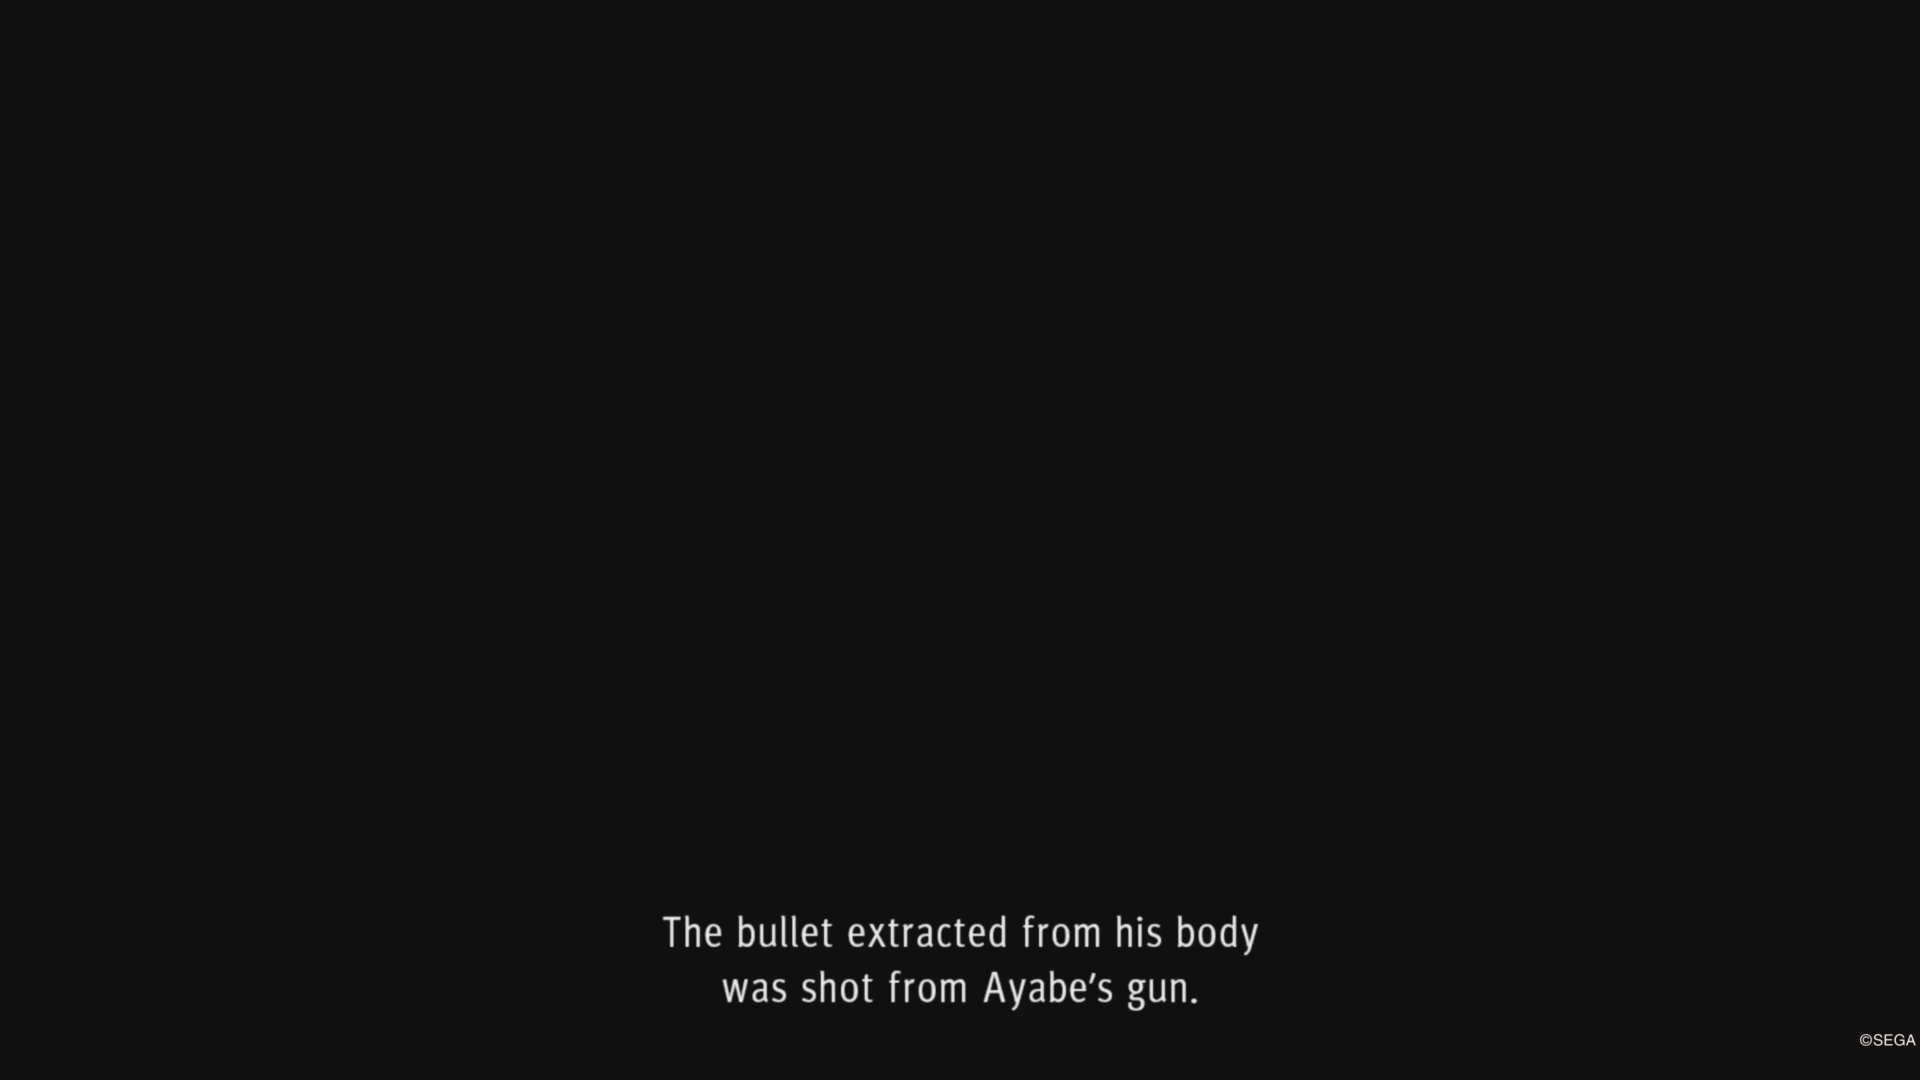 The bullet extracted from his body
was shot from Ayabe’s gun.
©SEGA